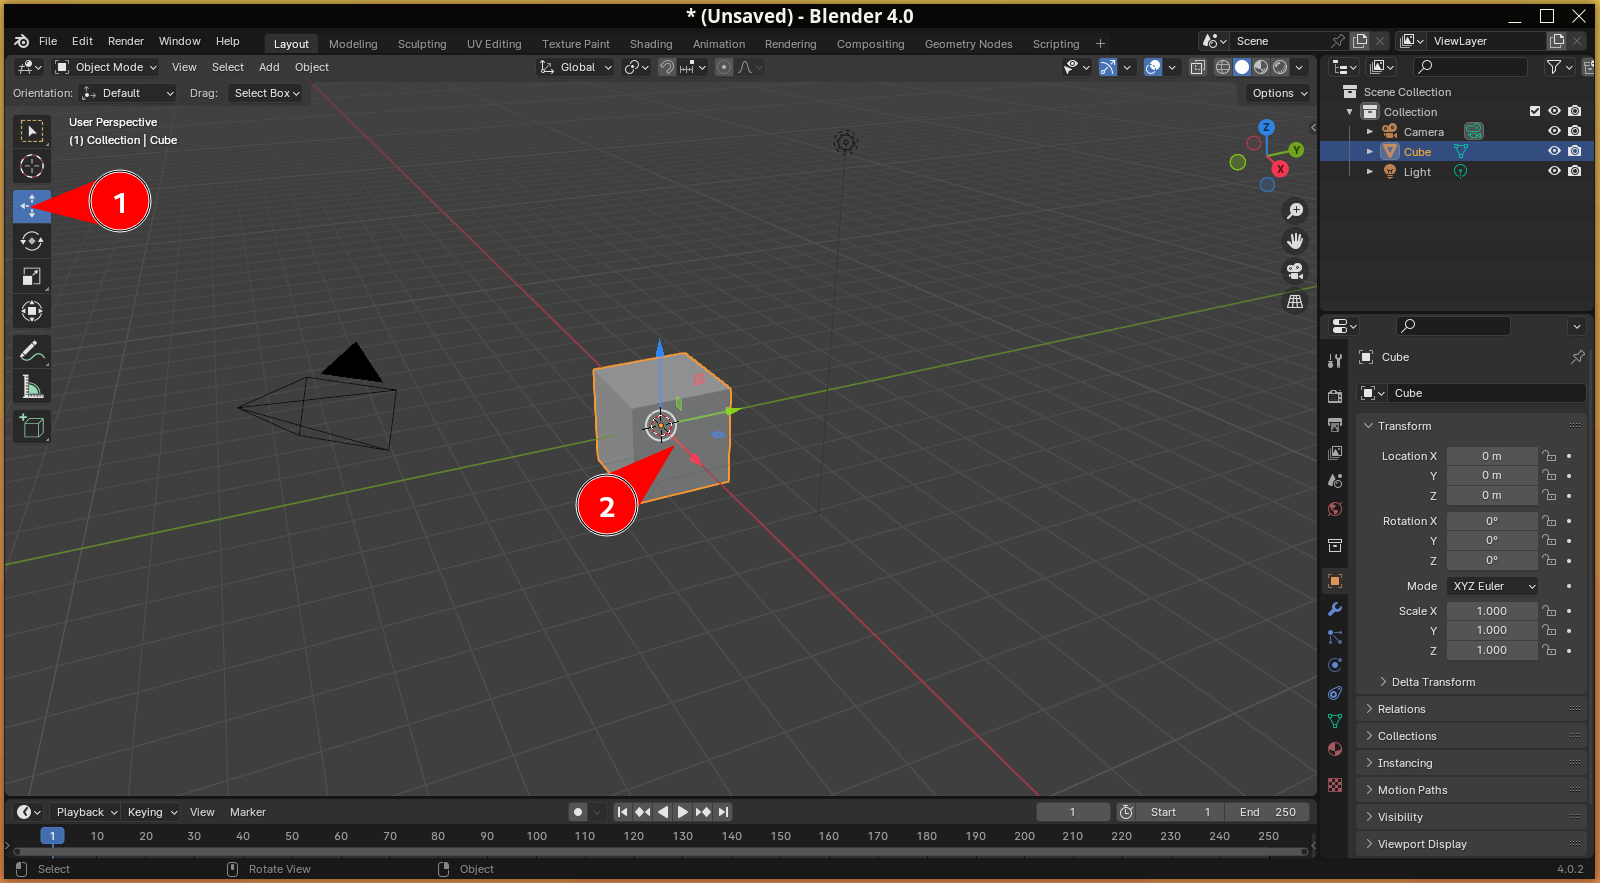 * (Unsaved) - Blender 4.0
File Edit Render Window Help Layout Modeling Sculpting UV Editing Texture Paint Shading Animation Rendering Compositing Geometry Nodes Scripting + Scene ViewLayer
Object Mode View Select Add Object Global
Orientation: Default Drag: Select Box Options
User Perspective
(1) Collection | Cube
Z
Y
X
1
2
Scene Collection
Collection
Camera
Cube
Light
Cube
Cube
Transform
Location X 0 m
Y 0 m
Z 0 m
Rotation X 0°
Y 0°
Z 0°
Mode XYZ Euler
Scale X 1.000
Y 1.000
Z 1.000
Delta Transform
Relations
Collections
Instancing
Motion Paths
Visibility
Viewport Display
Playback Keying View Marker 1 Start 1 End 250
1 10 20 30 40 50 60 70 80 90 100 110 120 130 140 150 160 170 180 190 200 210 220 230 240 250
Select Rotate View Object 4.0.2